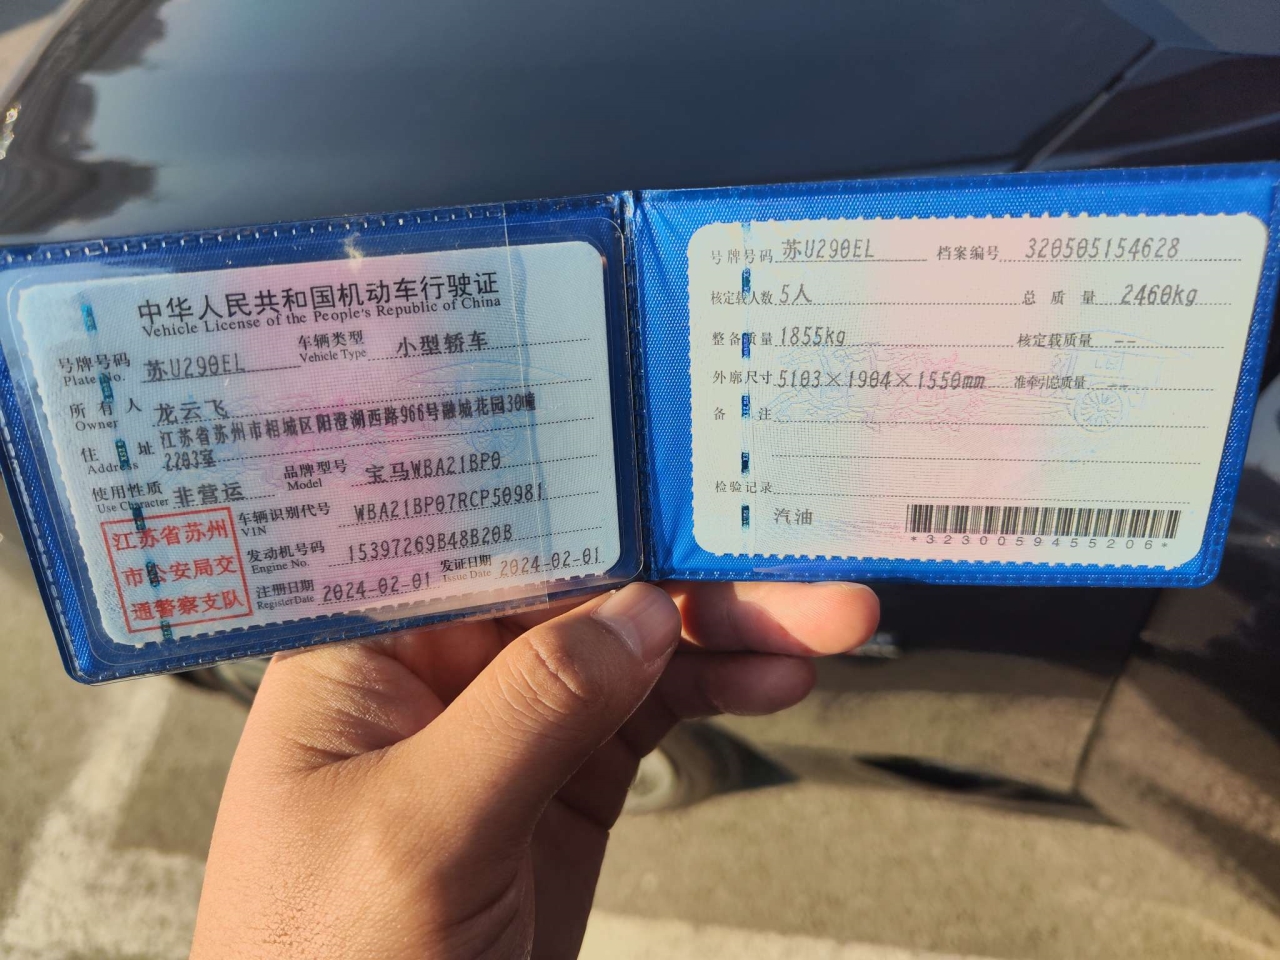 中华人民共和国机动车行驶证
Vehicle License of the People's Republic of China
号牌号码 苏U290EL 车辆类型 小型轿车
Plate No. Vehicle Type
所有人 龙云飞
Owner
住址 江苏省苏州市相城区阳澄湖西路966号融城花园30幢
Address 2203室
使用性质 非营运 品牌型号 宝马WBA21BP0
Use Character Model
江苏省苏州
市公安局交
通警察支队
车辆识别代号 WBA21BP07RCP50981
VIN
发动机号码 15397269B48B20B
Engine No.
注册日期 2024-02-01 发证日期 2024-02-01
Register Date Issue Date
号牌号码 苏U290EL 档案编号 320505154628
核定载人数 5人 总质量 2460kg
整备质量 1855kg 核定载质量 --
外廓尺寸 5103×1904×1550mm 准牵引总质量 --
备注
检验记录
汽油
*3230059455206*